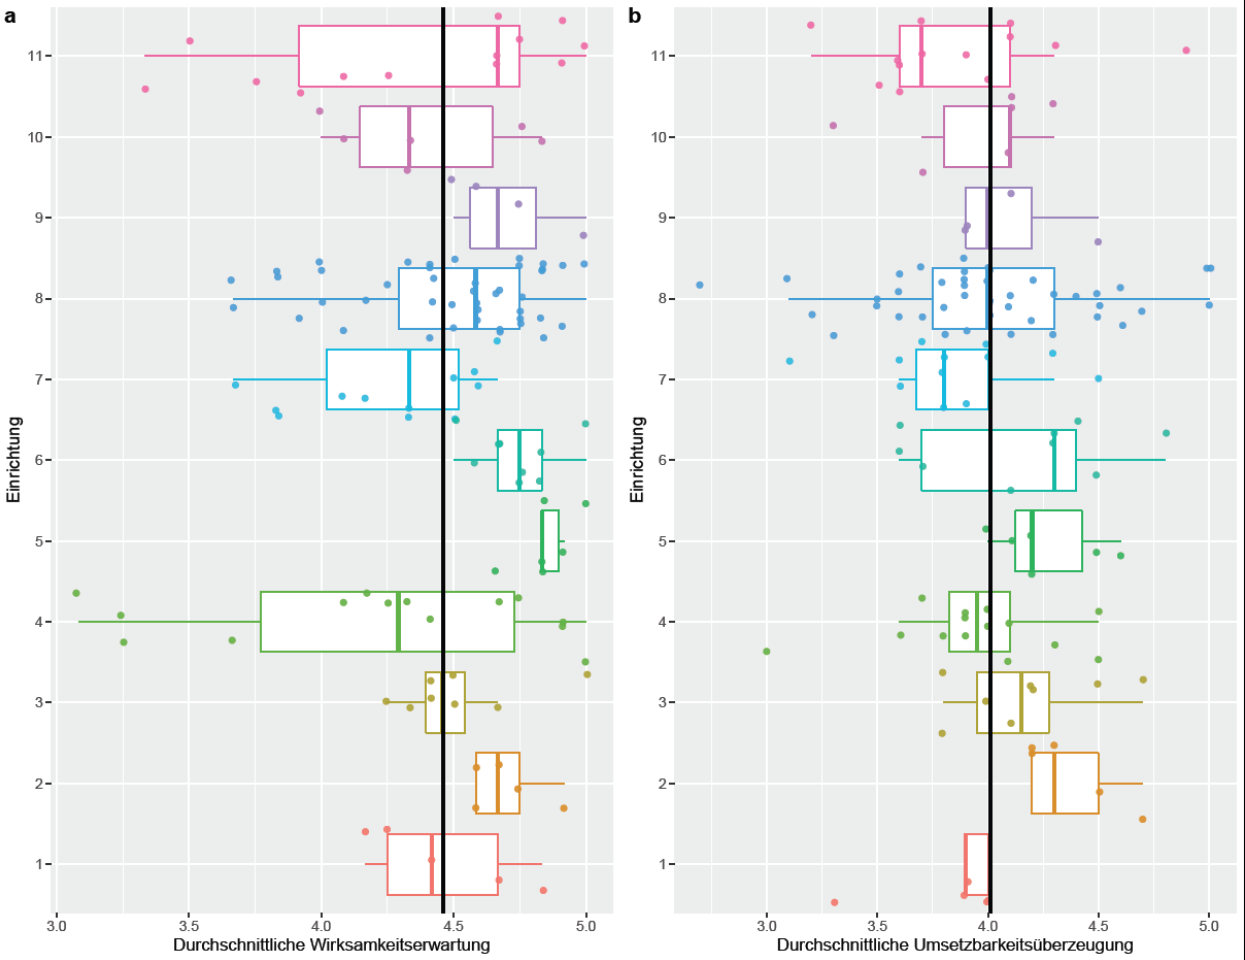 a
11
10
9
8
7
6
5
4
3
2
1
Einrichtung
3.0 3.5 4.0 4.5 5.0
Durchschnittliche Wirksamkeitserwartung
b
11
10
9
8
7
6
5
4
3
2
1
Einrichtung
3.0 3.5 4.0 4.5 5.0
Durchschnittliche Umsetzbarkeitsüberzeugung